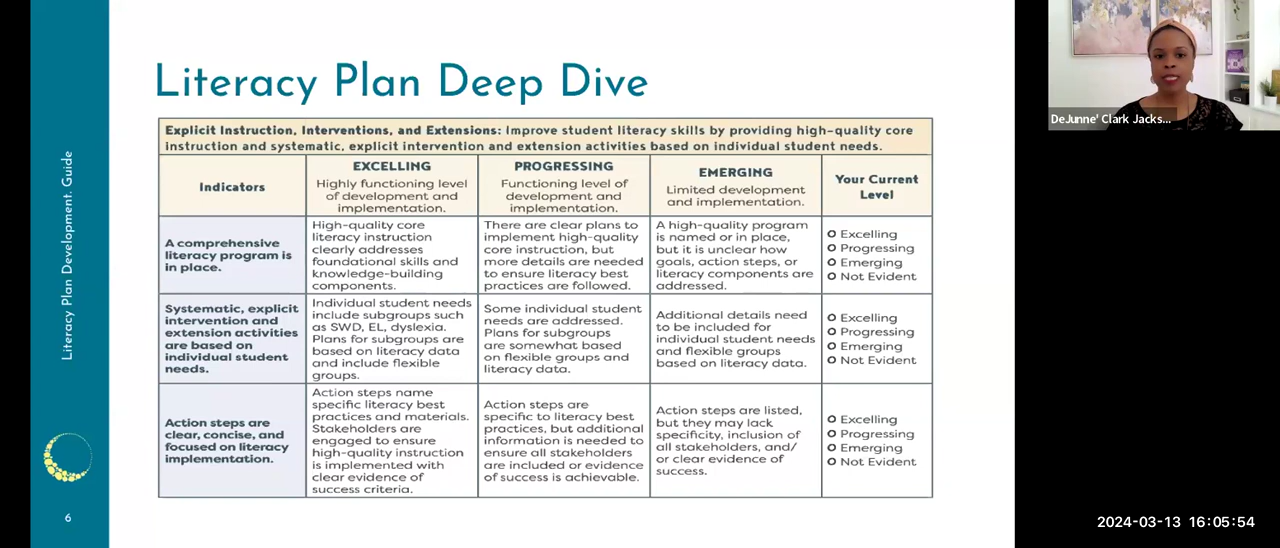 Literacy Plan Deep Dive
Explicit Instruction, Interventions, and Extensions: Improve student literacy skills by providing high-quality core
instruction and systematic, explicit intervention and extension activities based on individual student needs.
Indicators
EXCELLING
Highly functioning level
of development and
implementation.
PROGRESSING
Functioning level of
development and
implementation.
EMERGING
Limited development
and implementation.
Your Current
Level
A comprehensive
literacy program is
in place.
High-quality core
literacy instruction
clearly addresses
foundational skills and
knowledge-building
components.
There are clear plans to
implement high-quality
core instruction, but
more details are needed
to ensure literacy best
practices are followed.
A high-quality program
is named or in place,
but it is unclear how
goals, action steps, or
literacy components are
addressed.
O Excelling
O Progressing
O Emerging
O Not Evident
Systematic, explicit
intervention and
extension activities
are based on
individual student
needs.
Individual student needs
include subgroups such
as SWD, EL, dyslexia.
Plans for subgroups are
based on literacy data
and include flexible
groups.
Some individual student
needs are addressed.
Plans for subgroups
are somewhat based
on flexible groups and
literacy data.
Additional details need
to be included for
individual student needs
and flexible groups
based on literacy data.
O Excelling
O Progressing
O Emerging
O Not Evident
Action steps are
clear, concise, and
focused on literacy
implementation.
Action steps name
specific literacy best
practices and materials.
Stakeholders are
engaged to ensure
high-quality instruction
is implemented with
clear evidence of
success criteria.
Action steps are
specific to literacy best
practices, but additional
information is needed to
ensure all stakeholders
are included or evidence
of success is achievable.
Action steps are listed,
but they may lack
specificity, inclusion of
all stakeholders, and/
or clear evidence of
success.
O Excelling
O Progressing
O Emerging
O Not Evident
Literacy Plan Development. Guide
6
DeJunne' Clark Jacks...
2024-03-13 16:05:54